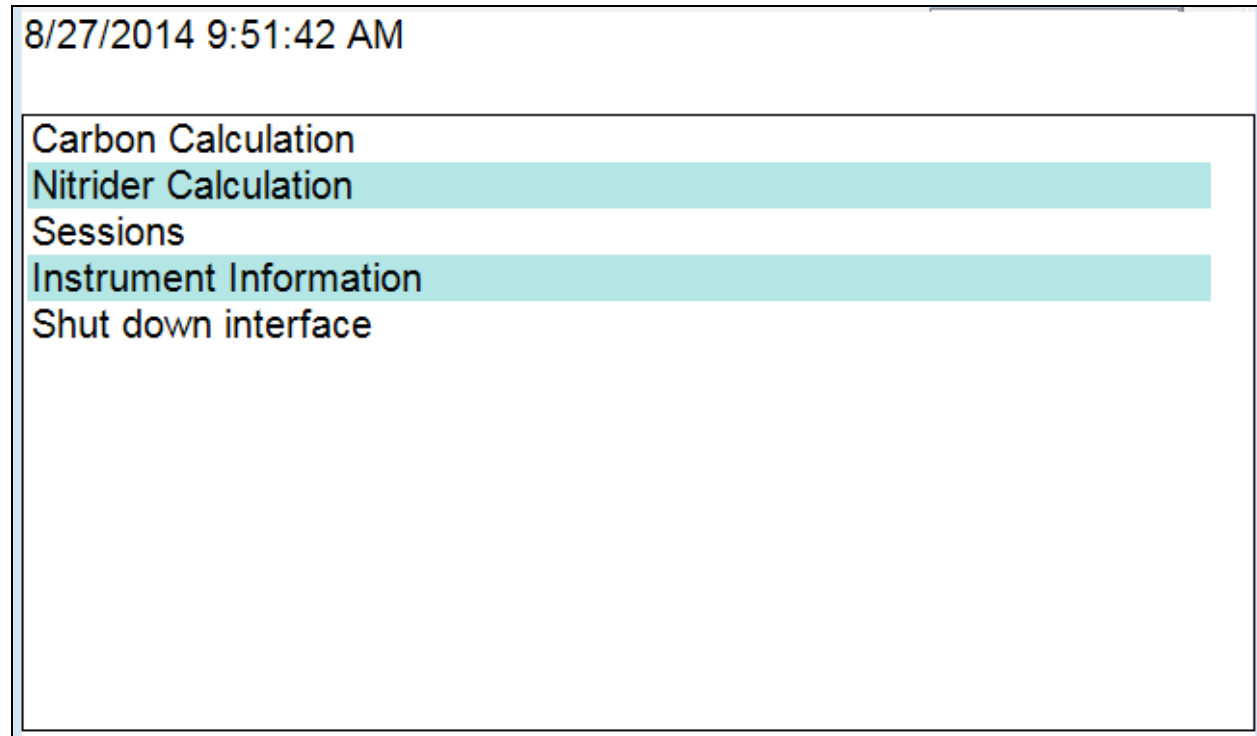 8/27/2014 9:51:42 AM
Carbon Calculation
Nitrider Calculation
Sessions
Instrument Information
Shut down interface